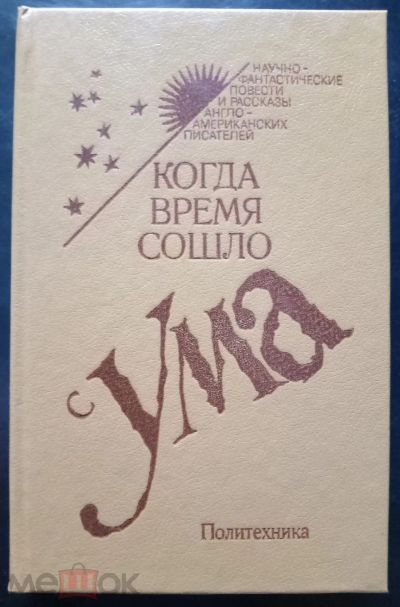 НАУЧНО-
ФАНТАСТИЧЕСКИЕ
ПОВЕСТИ
И РАССКАЗЫ
АНГЛО-
АМЕРИКАНСКИХ
ПИСАТЕЛЕЙ
КОГДА
ВРЕМЯ
СОШЛО
С УМА
Политехника
мешок